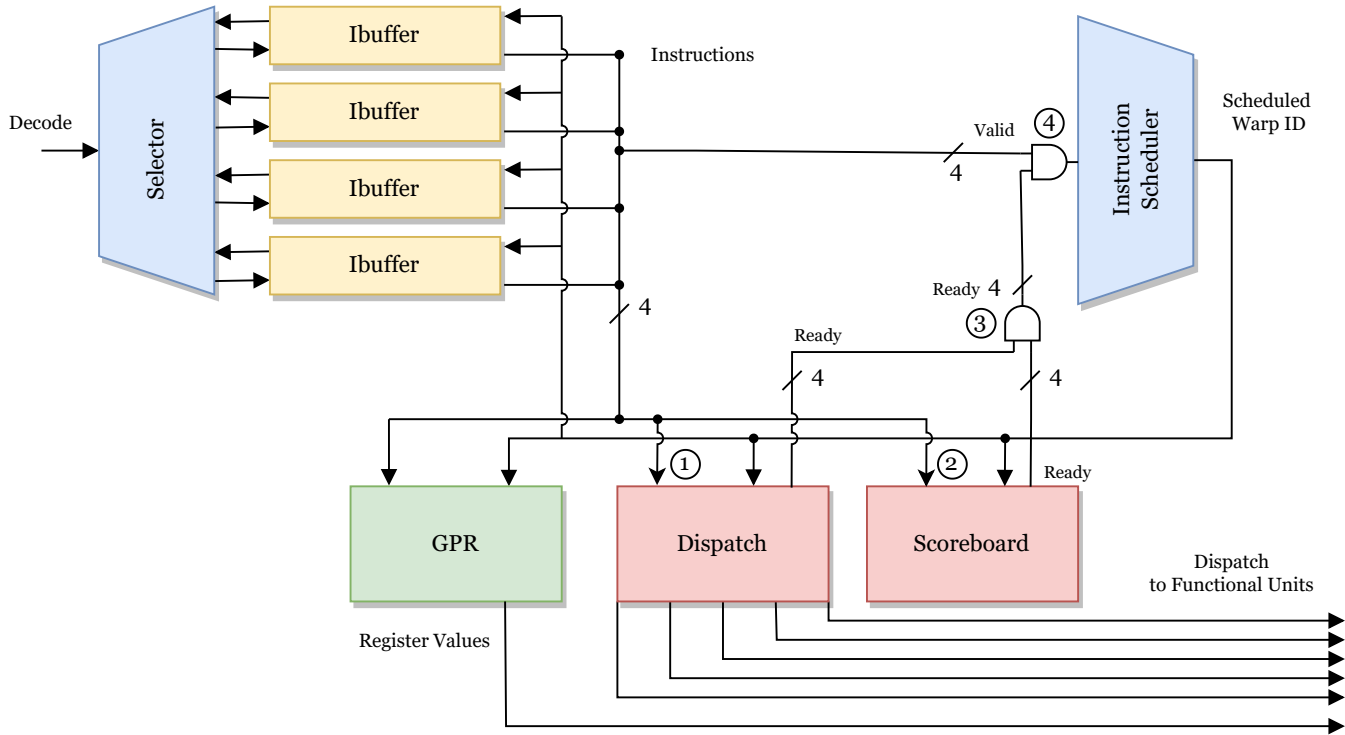 Ibuffer
Instructions
Decode
Selector
Ibuffer
Ibuffer
Ibuffer
4
Valid
4
④
Instruction
Scheduler
Scheduled
Warp ID
Ready 4
③
Ready
4
4
①
②
Ready
GPR
Dispatch
Scoreboard
Dispatch
to Functional Units
Register Values